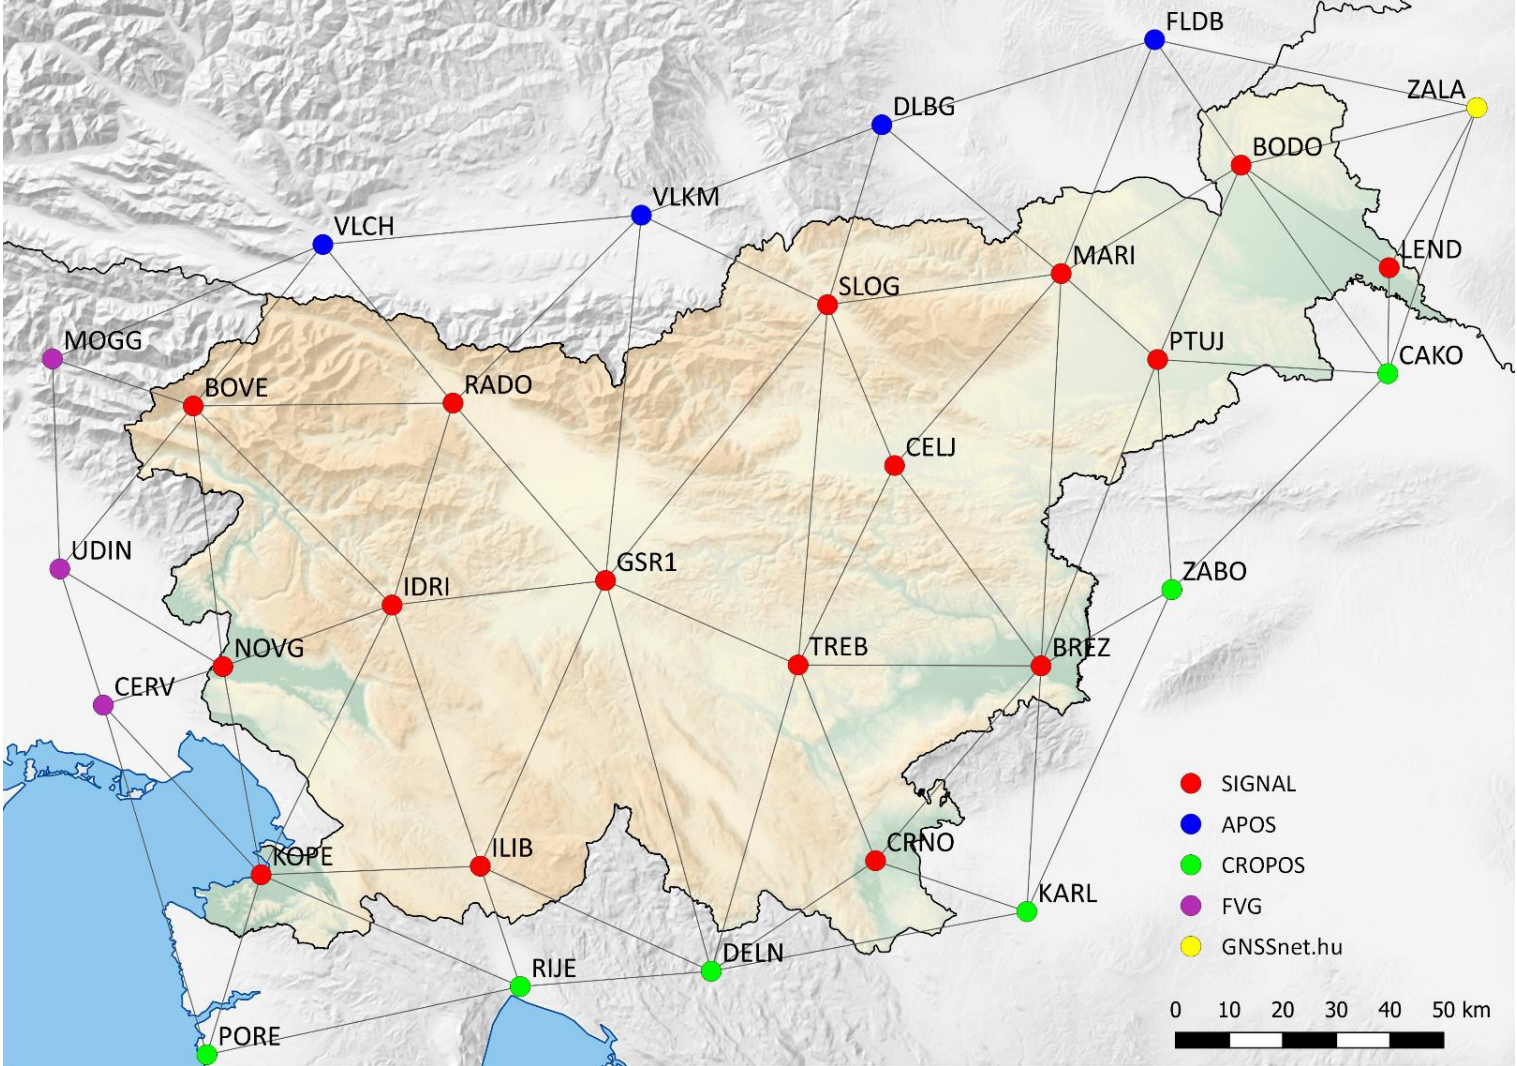 FLDB
ZALA
DLBG
BODO
VLKM
VLCH
MARI
LEND
SLOG
MOGG
PTUJ
CAKO
BOVE
RADO
CELJ
UDIN
GSR1
ZABO
IDRI
NOVG
TREB
BREZ
CERV
SIGNAL
APOS
KOPE
ILIB
CRNO
CROPOS
KARL
FVG
DELN
GNSSnet.hu
RIJE
0 10 20 30 40 50 km
PORE